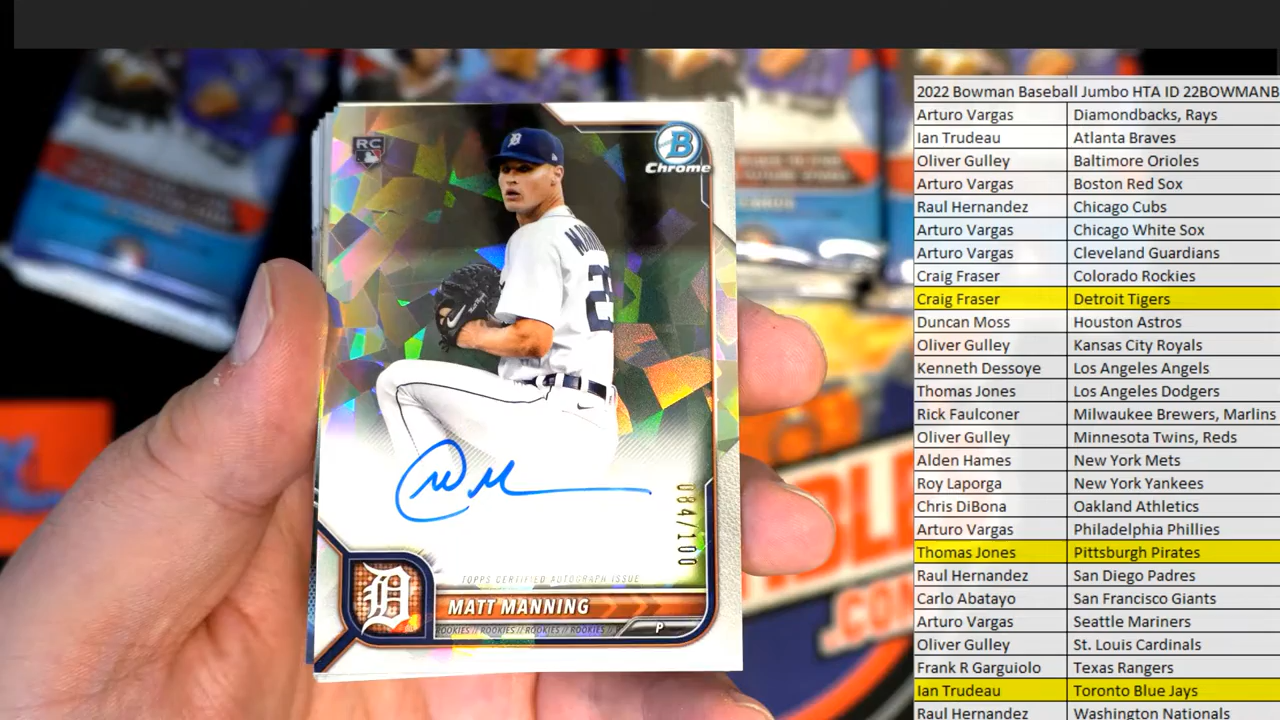 RC
B
Chrome
MANN
23
084/100
TOPPS CERTIFIED AUTOGRAPH ISSUE
MATT MANNING
ROOKIES // ROOKIES // ROOKIES // ROOKIES //
P
.CO
2022 Bowman Baseball Jumbo HTA ID 22BOWMANB
Arturo Vargas Diamondbacks, Rays
Ian Trudeau Atlanta Braves
Oliver Gulley Baltimore Orioles
Arturo Vargas Boston Red Sox
Raul Hernandez Chicago Cubs
Arturo Vargas Chicago White Sox
Arturo Vargas Cleveland Guardians
Craig Fraser Colorado Rockies
Craig Fraser Detroit Tigers
Duncan Moss Houston Astros
Oliver Gulley Kansas City Royals
Kenneth Dessoye Los Angeles Angels
Thomas Jones Los Angeles Dodgers
Rick Faulconer Milwaukee Brewers, Marlins
Oliver Gulley Minnesota Twins, Reds
Alden Hames New York Mets
Roy Laporga New York Yankees
Chris DiBona Oakland Athletics
Arturo Vargas Philadelphia Phillies
Thomas Jones Pittsburgh Pirates
Raul Hernandez San Diego Padres
Carlo Abatayo San Francisco Giants
Arturo Vargas Seattle Mariners
Oliver Gulley St. Louis Cardinals
Frank R Garguiolo Texas Rangers
Ian Trudeau Toronto Blue Jays
Raul Hernandez Washington Nationals